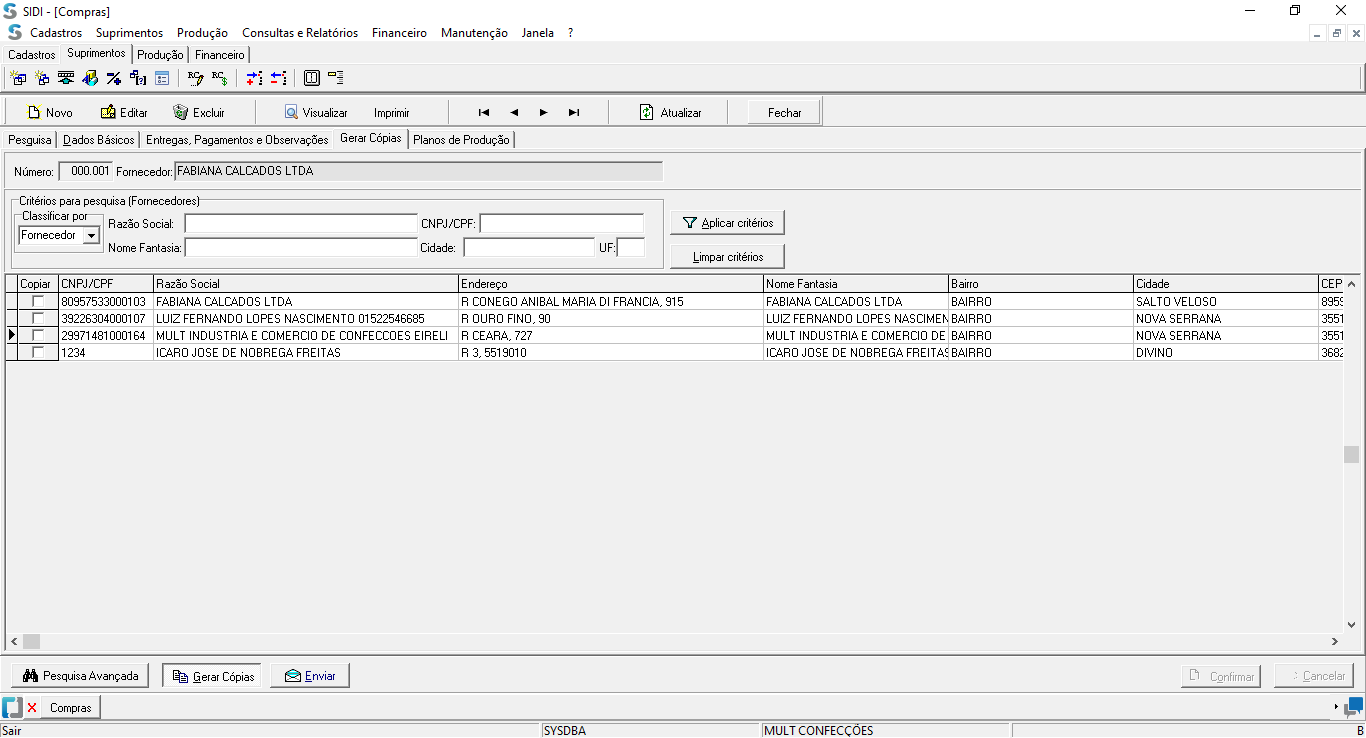 SIDI - [Compras]
Cadastros Suprimentos Produção Consultas e Relatórios Financeiro Manutenção Janela ?
Cadastros Suprimentos Produção Financeiro
Novo Editar Excluir Visualizar Imprimir Atualizar Fechar
Pesquisa Dados Básicos Entregas, Pagamentos e Observações Gerar Cópias Planos de Produção
Número: 000.001 Fornecedor: FABIANA CALCADOS LTDA
Critérios para pesquisa (Fornecedores)
Classificar por
Fornecedor
Razão Social: CNPJ/CPF:
Nome Fantasia: Cidade: UF:
Aplicar critérios
Limpar critérios
Copiar CNPJ/CPF Razão Social Endereço Nome Fantasia Bairro Cidade CEP
80957533000103 FABIANA CALCADOS LTDA R CONEGO ANIBAL MARIA DI FRANCIA, 915 FABIANA CALCADOS LTDA BAIRRO SALTO VELOSO 895
39226304000107 LUIZ FERNANDO LOPES NASCIMENTO 01522546685 R OURO FINO, 90 LUIZ FERNANDO LOPES NASCIMEN BAIRRO NOVA SERRANA 3551
29971481000164 MULT INDUSTRIA E COMERCIO DE CONFECCOES EIRELI R CEARA, 727 MULT INDUSTRIA E COMERCIO DE BAIRRO NOVA SERRANA 3551
1234 ICARO JOSE DE NOBREGA FREITAS R 3, 5519010 ICARO JOSE DE NOBREGA FREITAS BAIRRO DIVINO 3682
Pesquisa Avançada Gerar Cópias Enviar Confirmar Cancelar
Compras
Sair SYSDBA MULT CONFECÇÕES B